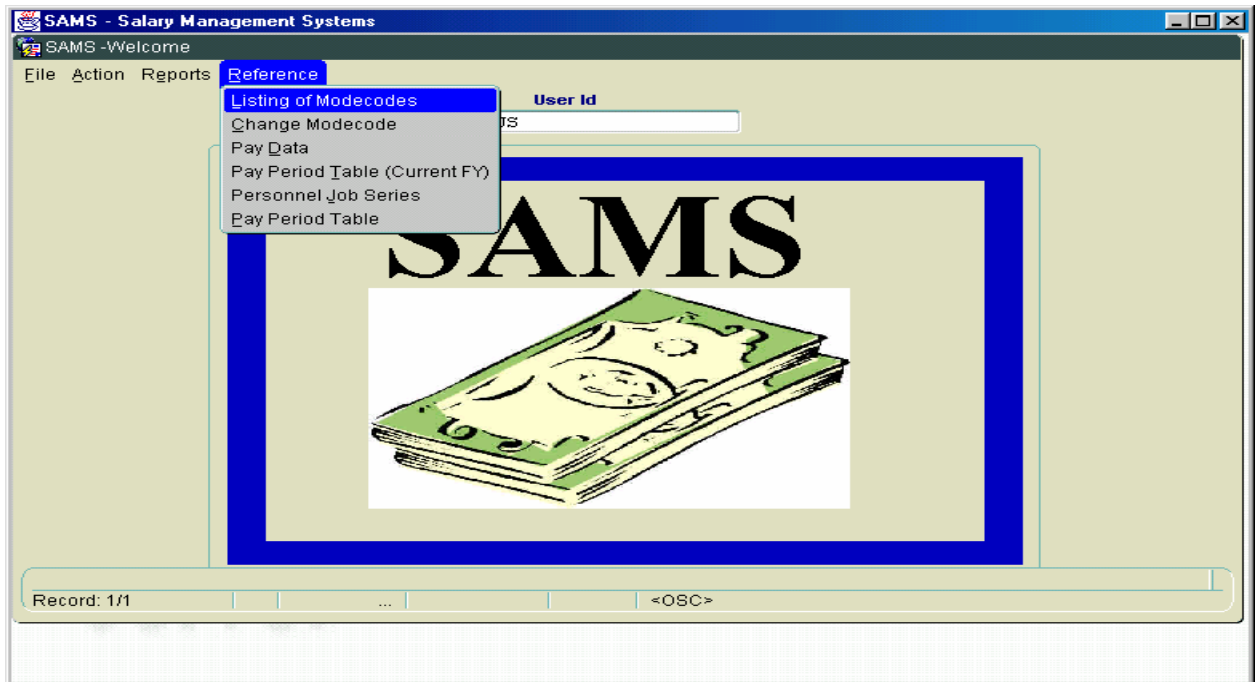 SAMS - Salary Management Systems
SAMS -Welcome
File Action Reports Reference
Listing of Modecodes
User Id
Change Modecode
JS
Pay Data
Pay Period Table (Current FY)
Personnel Job Series
Pay Period Table
SAMS
Record: 1/1 ... <OSC>